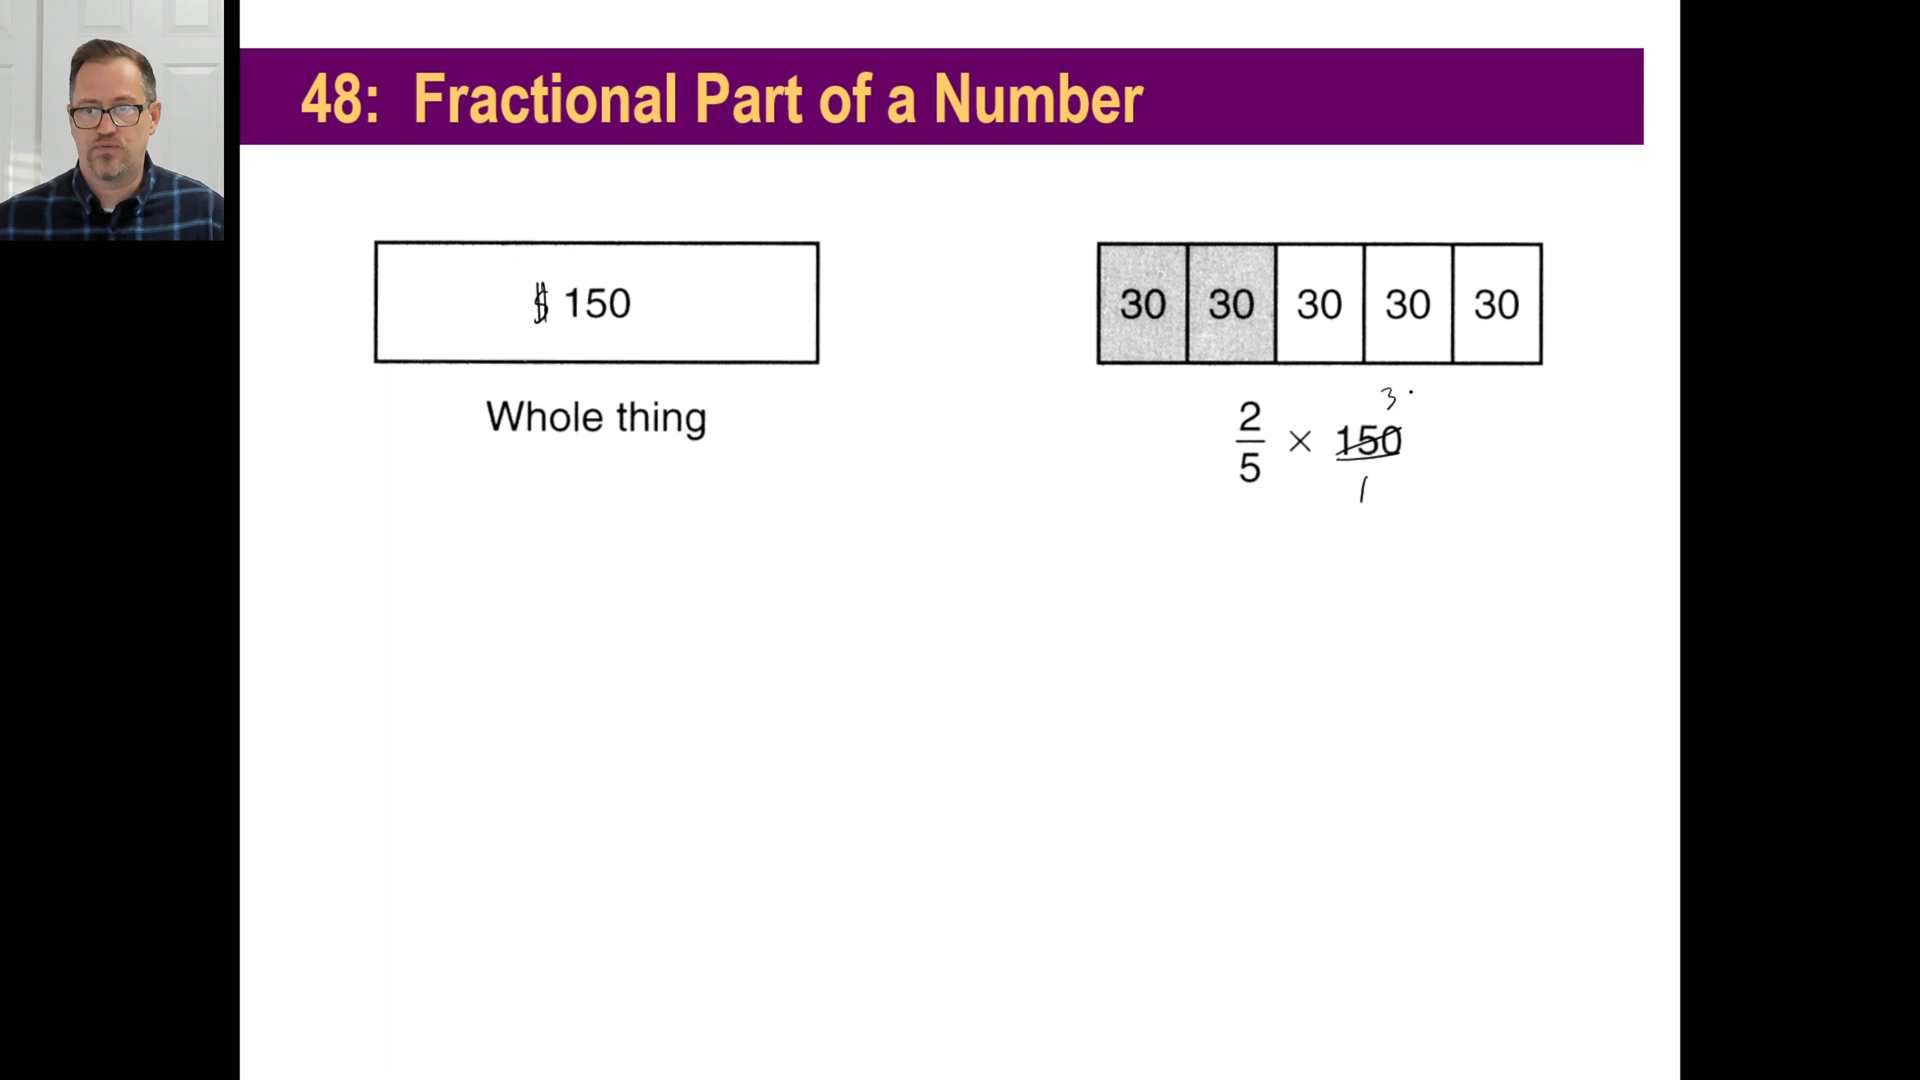 48: Fractional Part of a Number
$ 150
Whole thing
30 30 30 30 30
3
2/5 × 150
1